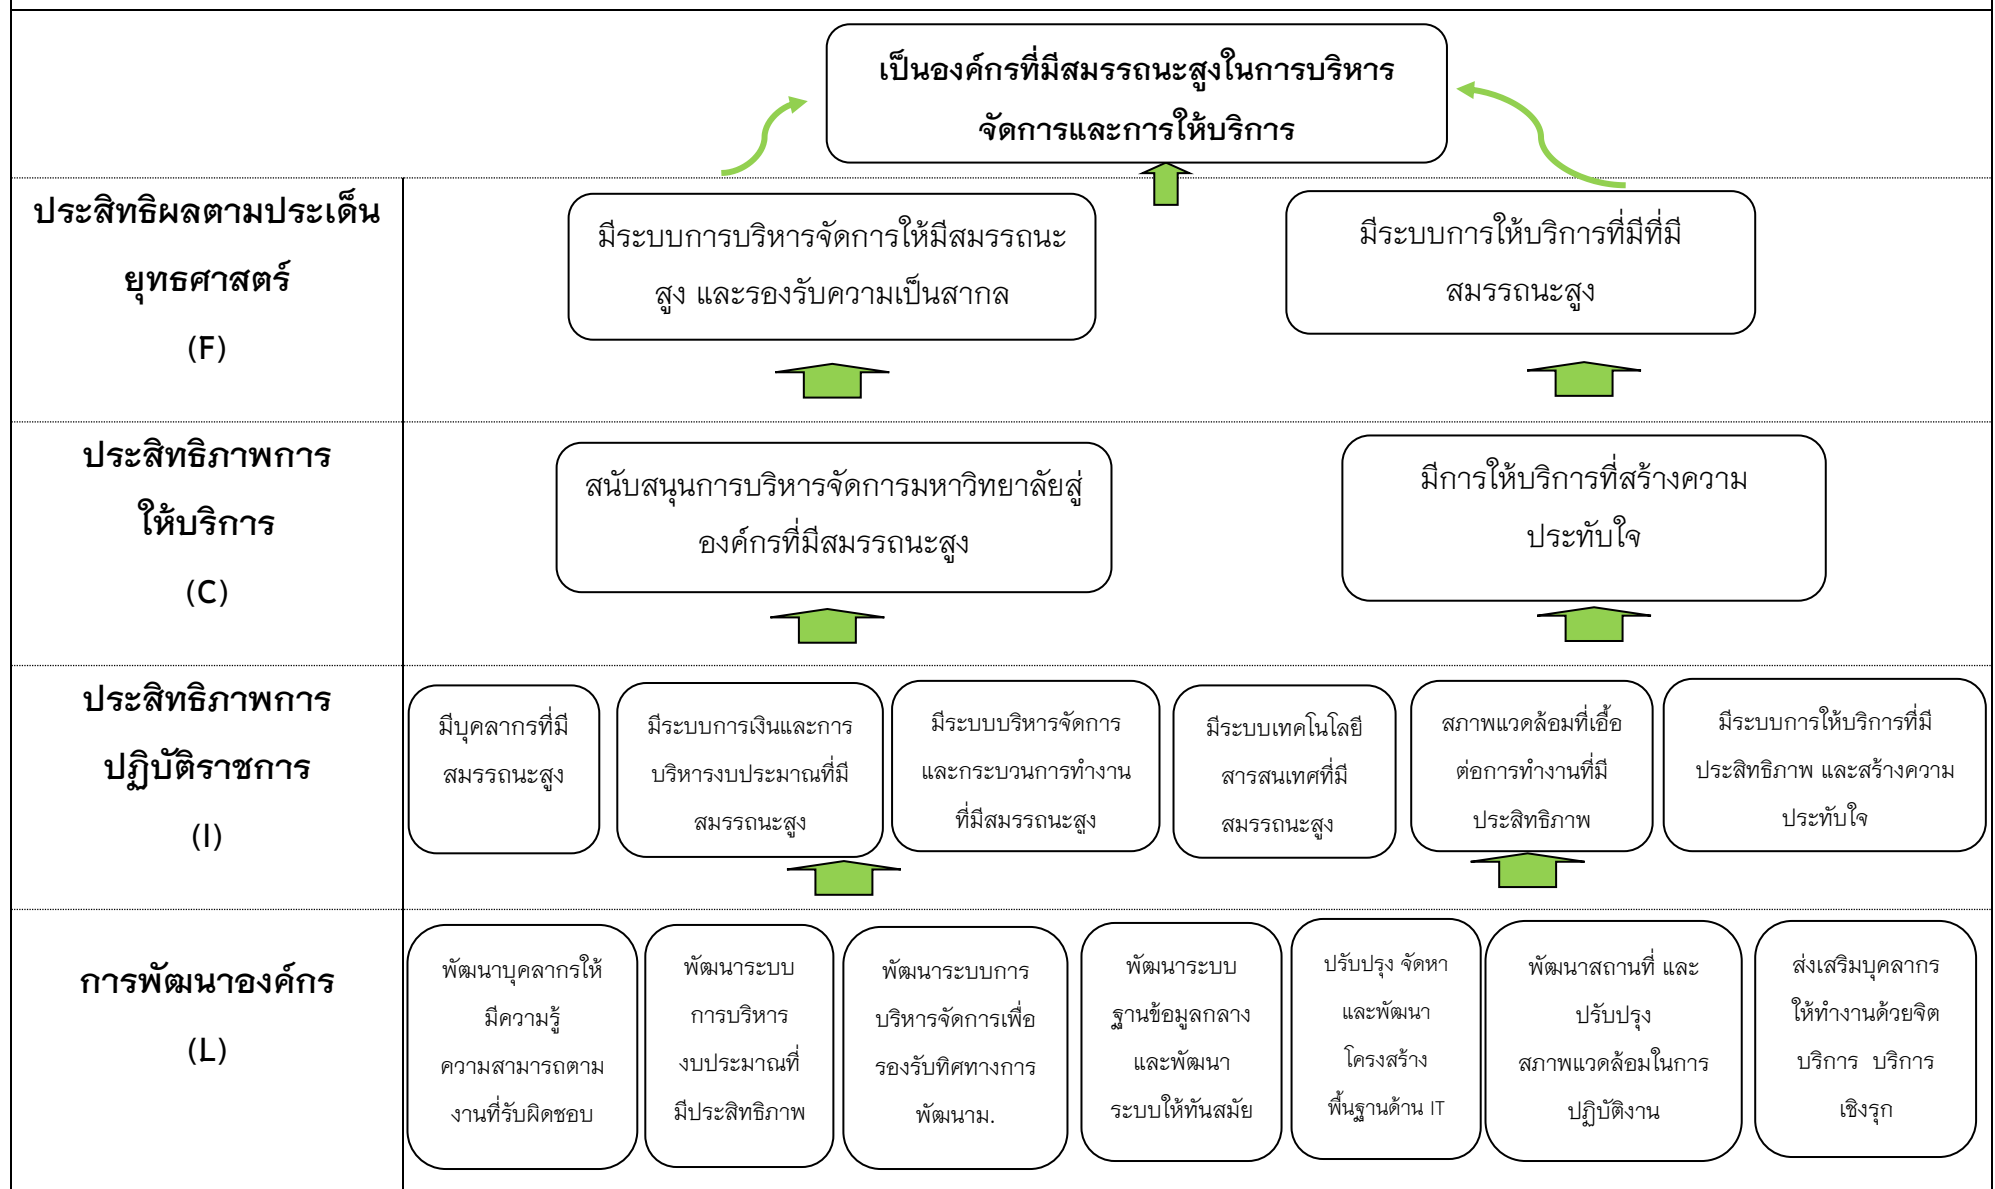 เป็นองค์กรที่มีสมรรถนะสูงในการบริหาร
จัดการและการให้บริการ
ประสิทธิผลตามประเด็น
ยุทธศาสตร์
(F)
มีระบบการบริหารจัดการให้มีสมรรถนะ
สูง และรองรับความเป็นสากล
มีระบบการให้บริการที่มีที่มี
สมรรถนะสูง
ประสิทธิภาพการ
ให้บริการ
(C)
สนับสนุนการบริหารจัดการมหาวิทยาลัยสู่
องค์กรที่มีสมรรถนะสูง
มีการให้บริการที่สร้างความ
ประทับใจ
ประสิทธิภาพการ
ปฏิบัติราชการ
(I)
มีบุคลากรที่มี
สมรรถนะสูง
มีระบบการเงินและการ
บริหารงบประมาณที่มี
สมรรถนะสูง
มีระบบบริหารจัดการ
และกระบวนการทำงาน
ที่มีสมรรถนะสูง
มีระบบเทคโนโลยี
สารสนเทศที่มี
สมรรถนะสูง
สภาพแวดล้อมที่เอื้อ
ต่อการทำงานที่มี
ประสิทธิภาพ
มีระบบการให้บริการที่มี
ประสิทธิภาพ และสร้างความ
ประทับใจ
การพัฒนาองค์กร
(L)
พัฒนาบุคลากรให้
มีความรู้
ความสามารถตาม
งานที่รับผิดชอบ
พัฒนาระบบ
การบริหาร
งบประมาณที่
มีประสิทธิภาพ
พัฒนาระบบการ
บริหารจัดการเพื่อ
รองรับทิศทางการ
พัฒนาม.
พัฒนาระบบ
ฐานข้อมูลกลาง
และพัฒนา
ระบบให้ทันสมัย
ปรับปรุง จัดหา
และพัฒนา
โครงสร้าง
พื้นฐานด้าน IT
พัฒนาสถานที่ และ
ปรับปรุง
สภาพแวดล้อมในการ
ปฏิบัติงาน
ส่งเสริมบุคลากร
ให้ทำงานด้วยจิต
บริการ บริการ
เชิงรุก